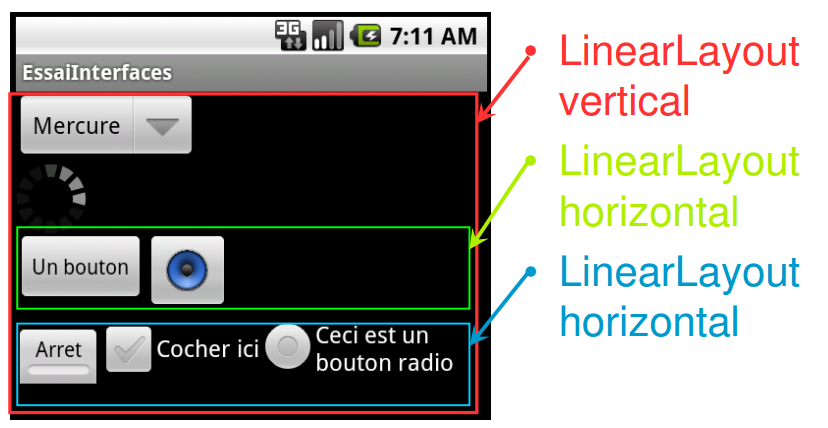 3G
7:11 AM
EssaiInterfaces
Mercure
Un bouton
Arret
Cocher ici
Ceci est un
bouton radio
LinearLayout
vertical
LinearLayout
horizontal
LinearLayout
horizontal